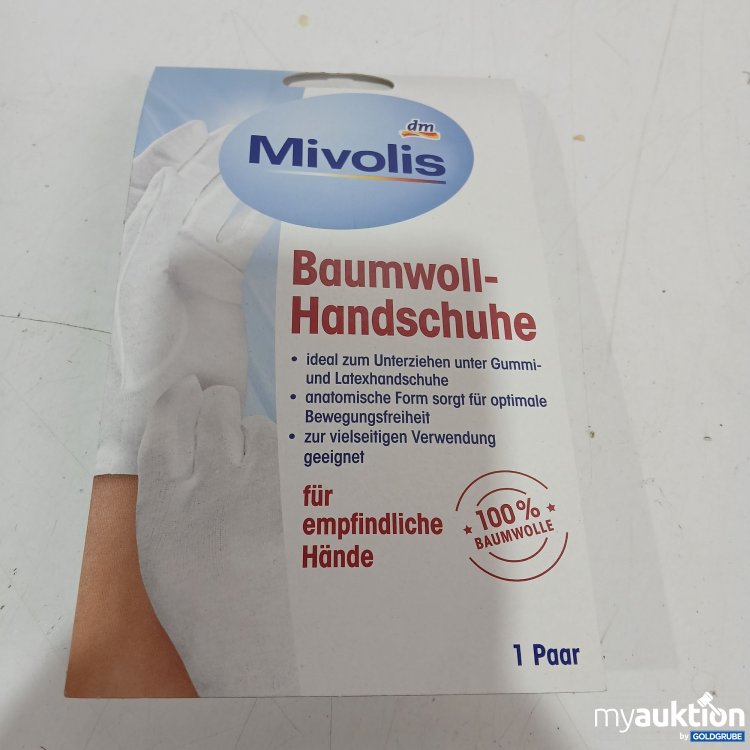 dm
Mivolis
Baumwoll-
Handschuhe
• ideal zum Unterziehen unter Gummi-
und Latexhandschuhe
• anatomische Form sorgt für optimale
Bewegungsfreiheit
• zur vielseitigen Verwendung
geeignet
für
empfindliche
Hände
100%
BAUMWOLLE
1 Paar
myauktion
by GOLDGRUBE